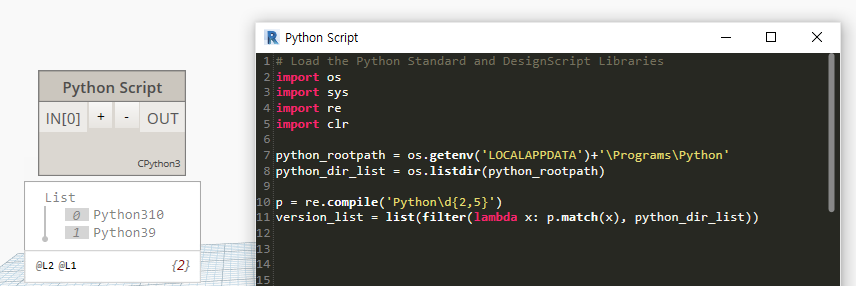 Python Script
IN[0] + - OUT
CPython3
List
0 Python310
1 Python39
@L2 @L1 {2}
R Python Script
1 # Load the Python Standard and DesignScript Libraries
2 import os
3 import sys
4 import re
5 import clr
6
7 python_rootpath = os.getenv('LOCALAPPDATA')+'\Programs\Python'
8 python_dir_list = os.listdir(python_rootpath)
9
10 p = re.compile('Python\d{2,5}')
11 version_list = list(filter(lambda x: p.match(x), python_dir_list))
12
13
14
15